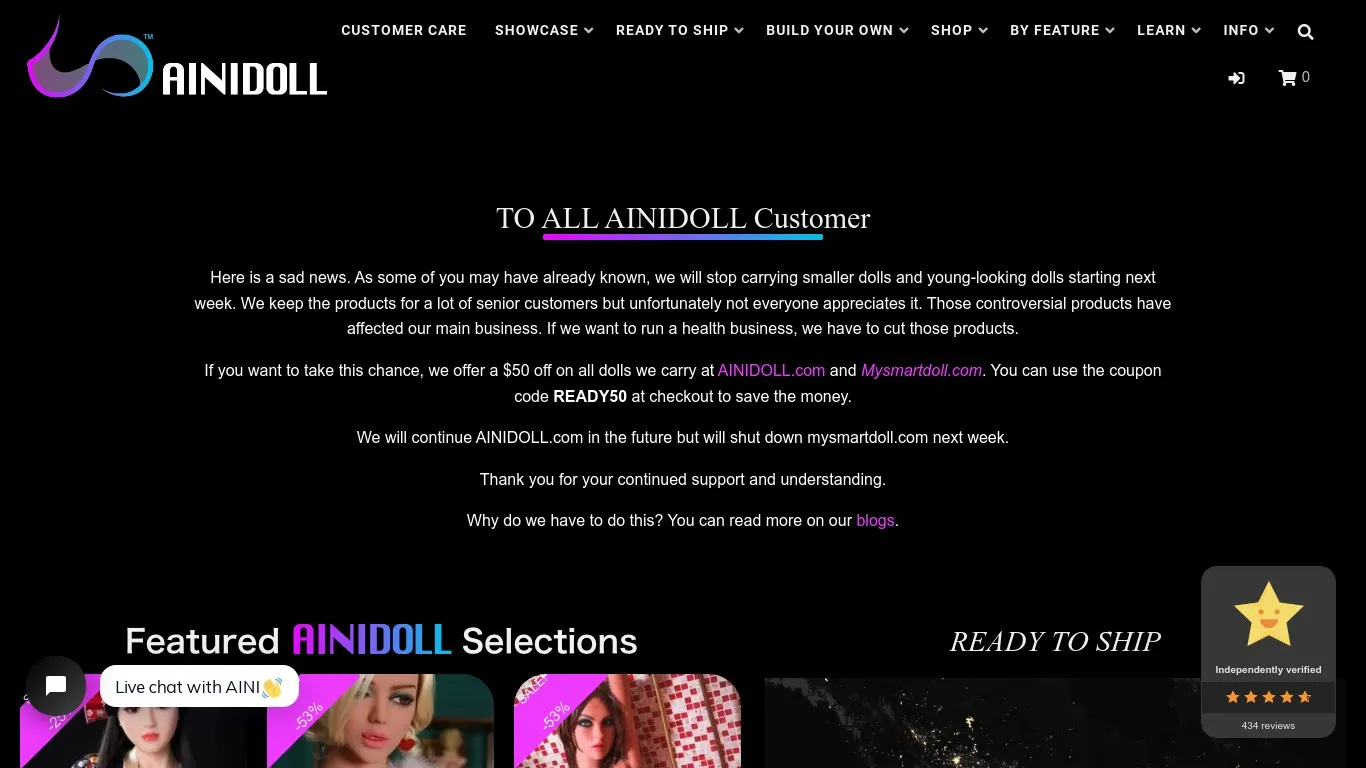 CUSTOMER CARE SHOWCASE READY TO SHIP BUILD YOUR OWN SHOP BY FEATURE LEARN INFO
TM
AINIDOLL
0
TO ALL AINIDOLL Customer
Here is a sad news. As some of you may have already known, we will stop carrying smaller dolls and young-looking dolls starting next
week. We keep the products for a lot of senior customers but unfortunately not everyone appreciates it. Those controversial products have
affected our main business. If we want to run a health business, we have to cut those products.
If you want to take this chance, we offer a $50 off on all dolls we carry at AINIDOLL.com and Mysmartdoll.com. You can use the coupon
code READY50 at checkout to save the money.
We will continue AINIDOLL.com in the future but will shut down mysmartdoll.com next week.
Thank you for your continued support and understanding.
Why do we have to do this? You can read more on our blogs.
Featured AINIDOLL Selections
READY TO SHIP
Independently verified
434 reviews
Live chat with AINI👋
-53%
-53%